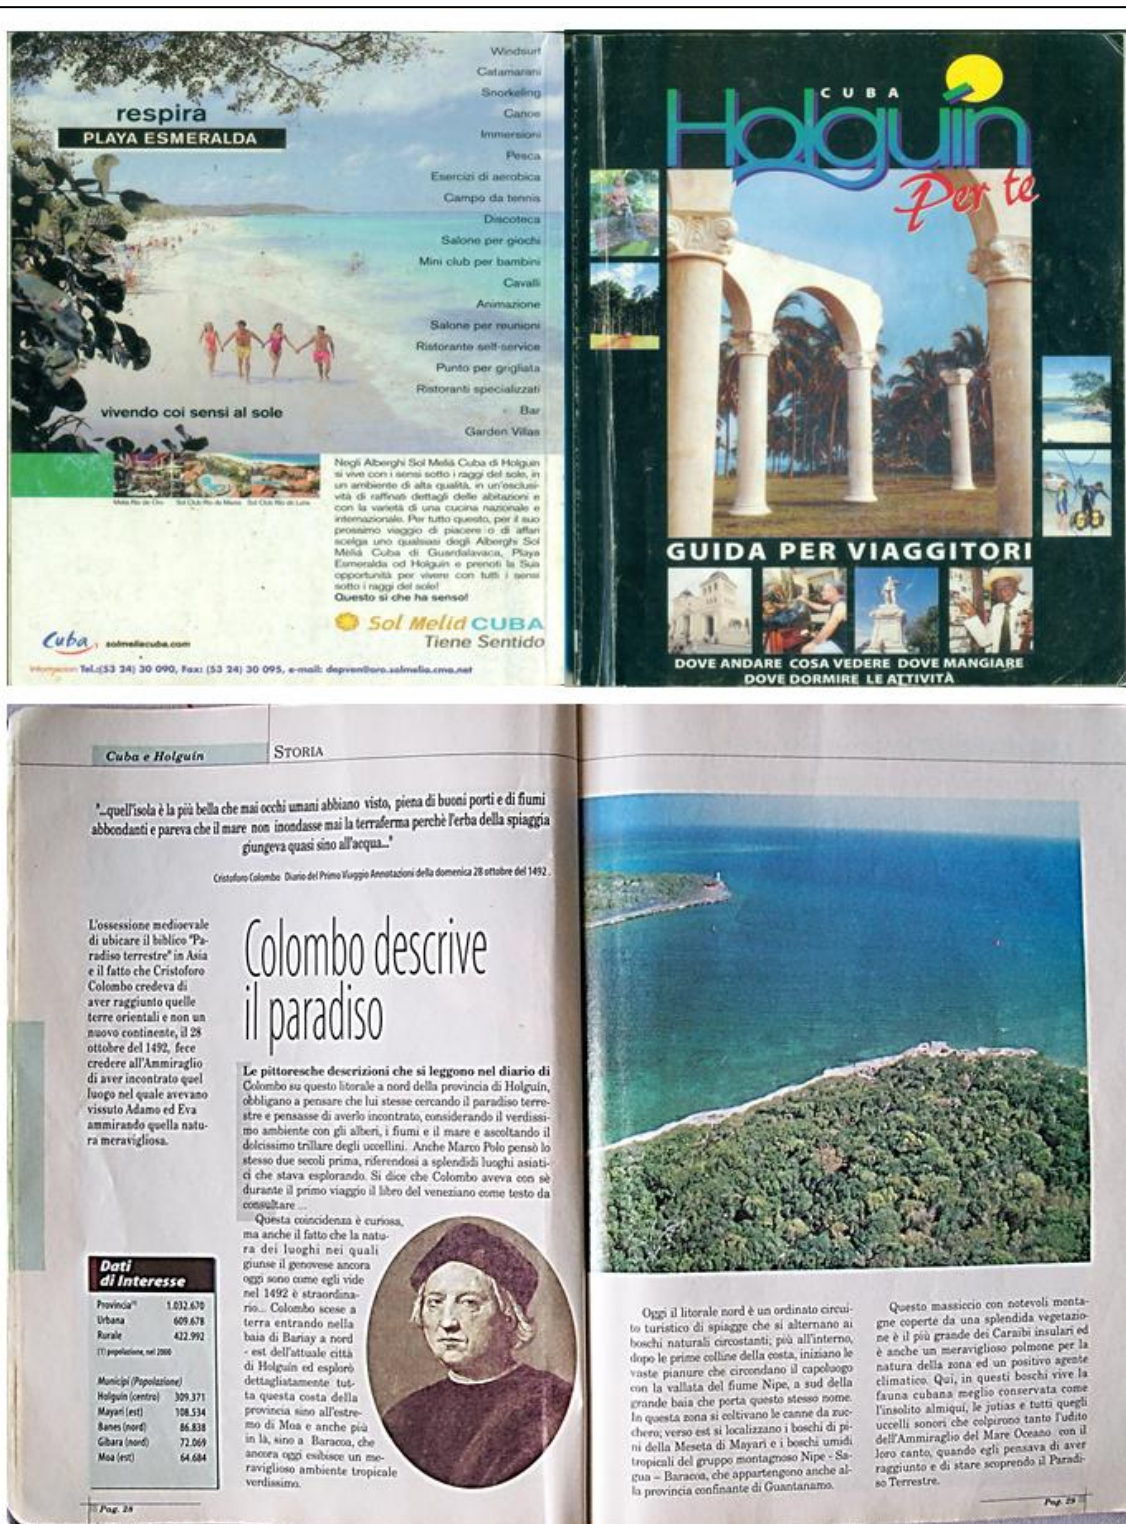 respira
PLAYA ESMERALDA
Windsurf
Catamarani
Snorkeling
Canoe
Immersioni
Pesca
Esercizi di aerobica
Campo da tennis
Discoteca
Salone per giochi
Mini club per bambini
Cavalli
Animazione
Salone per reunioni
Ristorante self-service
Punto per grigliata
Ristoranti specializzati
Bar
Garden Villas
vivendo coi sensi al sole
Melia Rio de Oro Sol Club Rio de Mares Sol Club Rio de Luna
Negli Alberghi Sol Meliá Cuba di Holguin
si vive con i sensi sotto i raggi del sole, in
un ambiente di alta qualità, in un'esclusi-
vità di raffinati dettagli delle abitazioni e
con la varietà di una cucina nazionale e
internazionale. Per tutto questo, per il suo
prossimo viaggio di piacere o di affari
scelga uno qualsiasi degli Alberghi Sol
Meliá Cuba di Guardalavaca, Playa
Esmeralda od Holguin e prenoti la Sua
opportunità per vivere con tutti i sensi
sotto i raggi del sole!
Questo si che ha senso!
Sol Meliá CUBA
Tiene Sentido
Cuba, solmeliacuba.com
Tel.:(53 24) 30 090, Fax: (53 24) 30 095, e-mail:
CUBA
Holguín
Per te
GUIDA PER VIAGGITORI
DOVE ANDARE COSA VEDERE DOVE MANGIARE
DOVE DORMIRE LE ATTIVITÀ
Cuba e Holguín
STORIA
"...quell'isola è la più bella che mai occhi umani abbiano visto, piena di buoni porti e di fiumi
abbondanti e pareva che il mare non inondasse mai la terraferma perchè l'erba della spiaggia
giungeva quasi sino all'acqua..."
Cristoforo Colombo Diario del Primo Viaggio Annotazioni della domenica 28 ottobre del 1492.
L'ossessione medioevale
di ubicare il biblico "Pa-
radiso terrestre" in Asia
e il fatto che Cristoforo
Colombo credeva di
aver raggiunto quelle
terre orientali e non un
nuovo continente, il 28
ottobre del 1492, fece
credere all'Ammiraglio
di aver incontrato quel
luogo nel quale avevano
vissuto Adamo ed Eva
ammirando quella natu-
ra meravigliosa.
Colombo descrive
il paradiso
Le pittoresche descrizioni che si leggono nel diario di
Colombo su questo litorale a nord della provincia di Holguín,
obbligano a pensare che lui stesse cercando il paradiso terre-
stre e pensasse di averlo incontrato, considerando il verdissi-
mo ambiente con gli alberi, i fiumi e il mare e ascoltando il
dolcissimo trillare degli uccellini. Anche Marco Polo pensò lo
stesso due secoli prima, riferendosi a splendidi luoghi asiati-
ci che stava esplorando. Si dice che Colombo aveva con sè
durante il primo viaggio il libro del veneziano come testo da
consultare ...
Questa coincidenza è curiosa,
ma anche il fatto che la natu-
ra dei luoghi nei quali
giunse il genovese ancora
oggi sono come egli vide
nel 1492 è straordina-
rio... Colombo scese a
terra entrando nella
baia di Bariay a nord
- est dell'attuale città
di Holguín ed esplorò
dettagliatamente tut-
ta questa costa della
provincia sino all'estre-
mo di Moa e anche più
in là, sino a Baracoa, che
ancora oggi esibisce un me-
raviglioso ambiente tropicale
verdissimo.
Dati
di Interesse
Provincia(1) 1.032.670
Urbana 609.678
Rurale 422.992
(1) popolazione, nel 2000
Municipi (Popolazione)
Holguín (centro) 309.371
Mayarí (est) 108.534
Banes (nord) 86.838
Gibara (nord) 72.069
Moa (est) 64.684
Pag. 28
Oggi il litorale nord è un ordinato circui-
to turistico di spiagge che si alternano ai
boschi naturali circostanti; più all'interno,
dopo le prime colline della costa, iniziano le
vaste pianure che circondano il capoluogo
con la vallata del fiume Nipe, a sud della
grande baia che porta questo stesso nome.
In questa zona si coltivano le canne da zuc-
chero; verso est si localizzano i boschi di pi-
ni della Meseta di Mayarí e i boschi umidi
tropicali del gruppo montagnoso Nipe - Sa-
gua – Baracoa, che appartengono anche al-
la provincia confinante di Guantanamo.
Questo massiccio con notevoli monta-
gne coperte da una splendida vegetazio-
ne è il più grande dei Caraibi insulari ed
è anche un meraviglioso polmone per la
natura della zona ed un positivo agente
climatico. Qui, in questi boschi vive la
fauna cubana meglio conservata come
l'insolito almiquí, le jutias e tutti quegli
uccelli sonori che colpirono tanto l'udito
dell'Ammiraglio del Mare Oceano con il
loro canto, quando egli pensava di aver
raggiunto e di stare scoprendo il Paradi-
so Terrestre.
Pag. 29